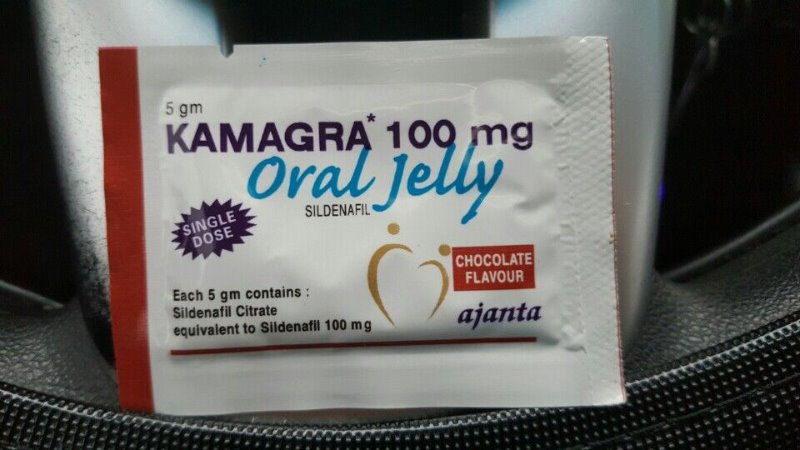 5 gm
KAMAGRA* 100 mg
Oral Jelly
SILDENAFIL
SINGLE
DOSE
CHOCOLATE
FLAVOUR
Each 5 gm contains :
Sildenafil Citrate
equivalent to Sildenafil 100 mg
ajanta